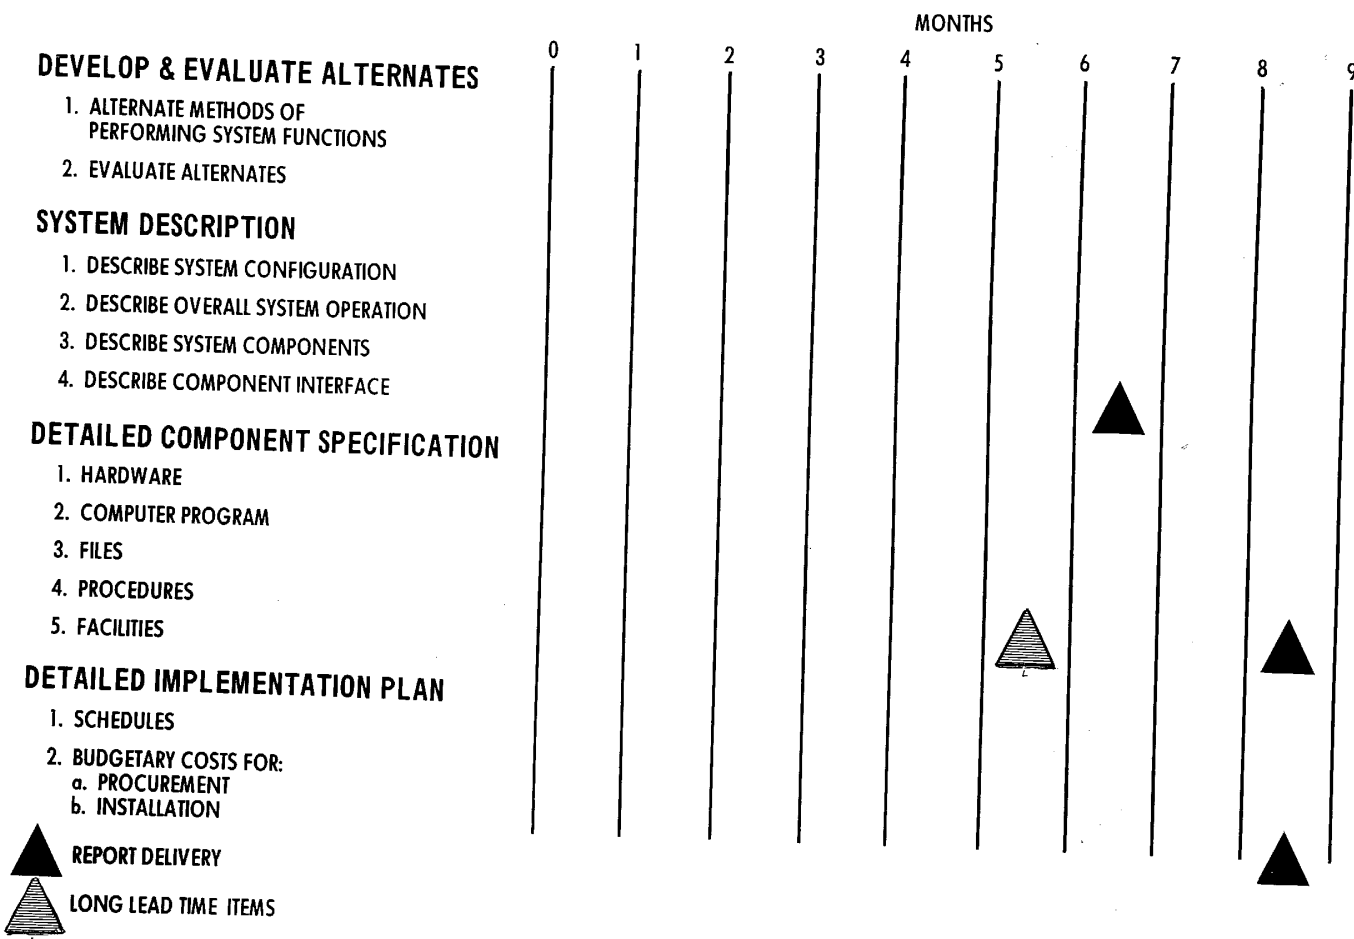 MONTHS
0 1 2 3 4 5 6 7 8 9
DEVELOP & EVALUATE ALTERNATES
1. ALTERNATE METHODS OF
PERFORMING SYSTEM FUNCTIONS
2. EVALUATE ALTERNATES
SYSTEM DESCRIPTION
1. DESCRIBE SYSTEM CONFIGURATION
2. DESCRIBE OVERALL SYSTEM OPERATION
3. DESCRIBE SYSTEM COMPONENTS
4. DESCRIBE COMPONENT INTERFACE
DETAILED COMPONENT SPECIFICATION
1. HARDWARE
2. COMPUTER PROGRAM
3. FILES
4. PROCEDURES
5. FACILITIES
DETAILED IMPLEMENTATION PLAN
1. SCHEDULES
2. BUDGETARY COSTS FOR:
a. PROCUREMENT
b. INSTALLATION
REPORT DELIVERY
LONG LEAD TIME ITEMS